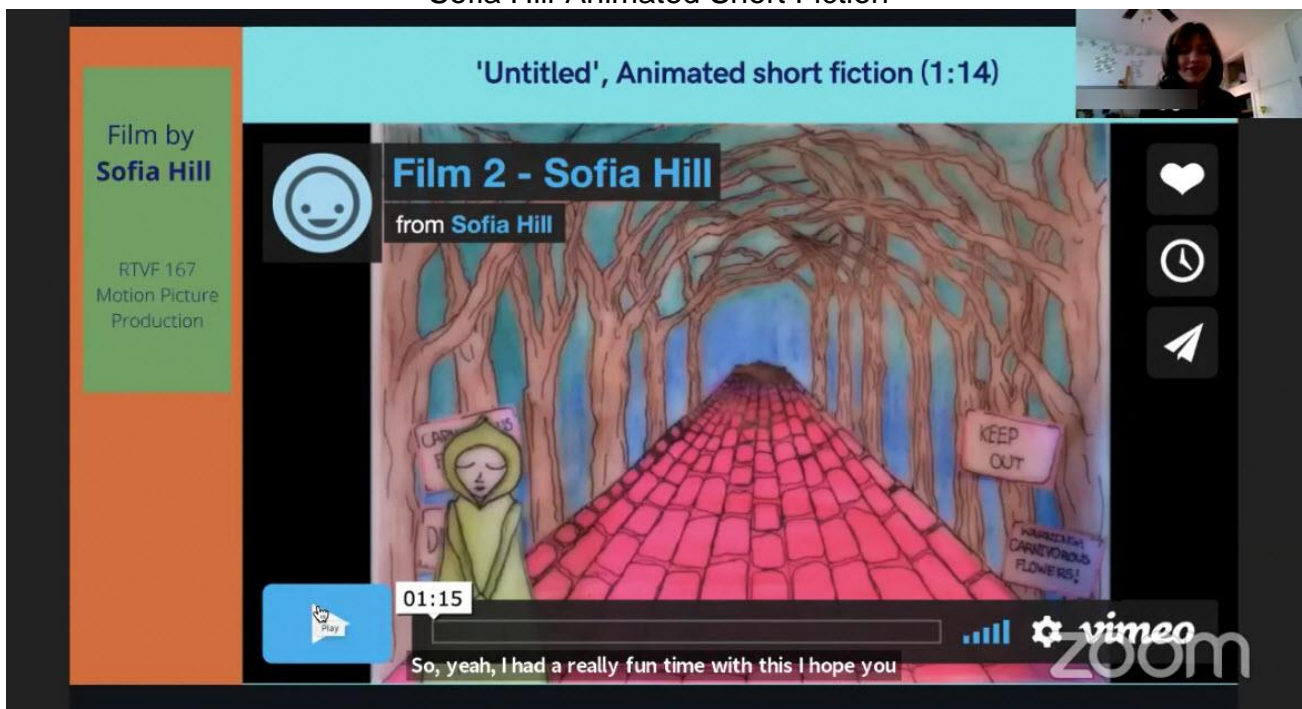 Sofia Hill-Animated Short Fiction
'Untitled', Animated short fiction (1:14)
Film by
Sofia Hill
RTVF 167
Motion Picture
Production
Film 2 - Sofia Hill
from Sofia Hill
KEEP
OUT
WARNING!
CARNIVOROUS
FLOWERS!
01:15
Play
vimeo
So, yeah, I had a really fun time with this I hope you
zoom